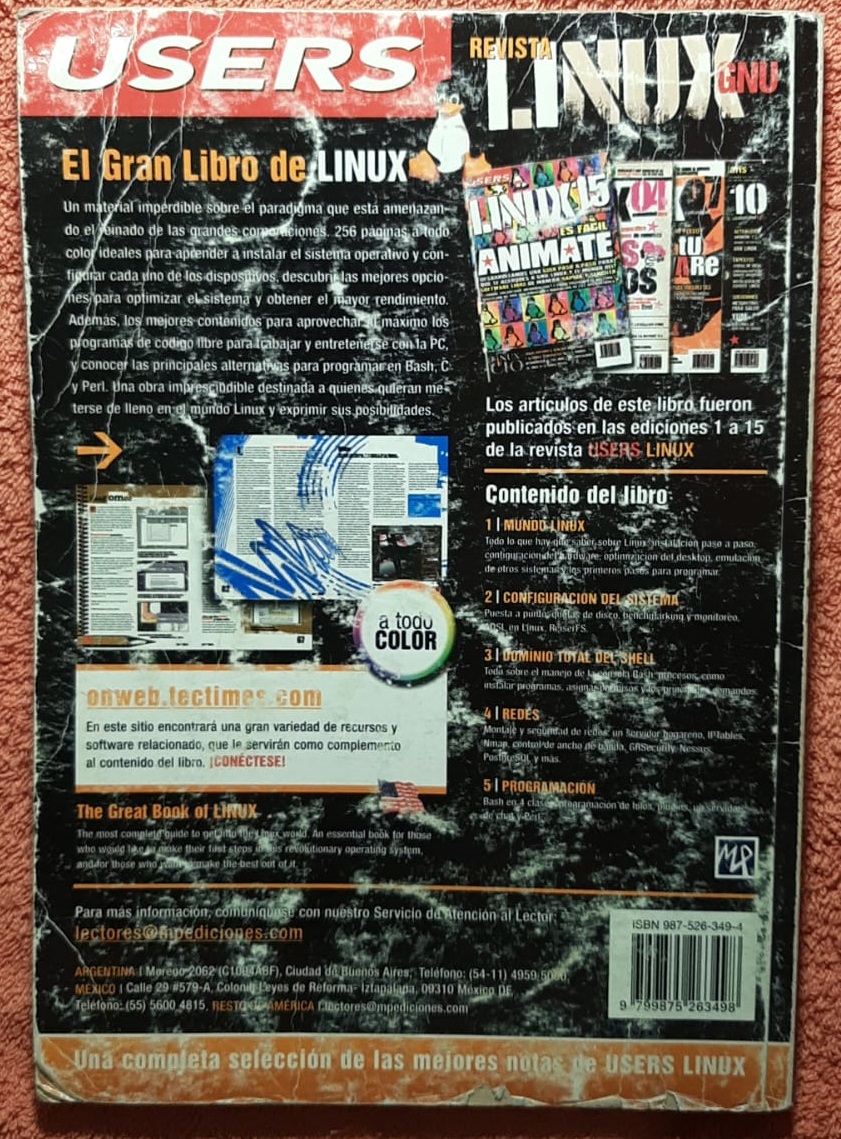 USERS
REVISTA
LINUX
GNU
El Gran Libro de LINUX
Un material imperdible sobre el paradigma que está amenazan-
do el reinado de las grandes corporaciones. 256 páginas a todo
color ideales para aprender a instalar el sistema operativo y con-
figurar cada uno de los dispositivos, descubrir las mejores opcio-
nes para optimizar el sistema y obtener el mayor rendimiento.
Además, los mejores contenidos para aprovechar al máximo los
programas de código libre para trabajar y entretenerse con la PC,
y conocer las principales alternativas para programar en Bash, C
y Perl. Una obra imprescindible destinada a quienes quieran me-
terse de lleno en el mundo Linux y exprimir sus posibilidades.
USERS
LINUX 15
ES FÁCIL
ANIMATE
04
07
10
tu
Los artículos de este libro fueron
publicados en las ediciones 1 a 15
de la revista USERS LINUX
Contenido del libro
1 | MUNDO LINUX
Todo lo que hay que saber sobre Linux: instalación paso a paso,
configuración del hardware, optimización del desktop, emulación
de otros sistemas y los primeros pasos para programar.
2 | CONFIGURACIÓN DEL SISTEMA
Puesta a punto, quotas de disco, benchmarking y monitoreo,
ADSL en Linux, ReiserFS.
3 | DOMINIO TOTAL DEL SHELL
Todo sobre el manejo de la consola Bash, procesos, cómo
instalar programas, asignar permisos y los principales comandos.
4 | REDES
Montaje y seguridad de redes: un servidor hogareño, IPTables,
Nmap, control de ancho de banda, GRSecurity, Nessus,
PostgreSQL y más.
5 | PROGRAMACIÓN
Bash en 4 clases, programación de plugins, un servidor
de chat y Perl.
a todo
COLOR
onweb.tectimes.com
En este sitio encontrará una gran variedad de recursos y
software relacionado, que le servirán como complemento
al contenido del libro. ¡CONÉCTESE!
The Great Book of LINUX
The most complete guide to get into the Linux world. An essential book for those
who would like to make their first steps in this revolutionary operating system,
and for those who want to make the best out of it.
MP
Para más información, comuníquese con nuestro Servicio de Atención al Lector:
lectores@mpediciones.com
ARGENTINA | Moreno 2062 (C1094ABF), Ciudad de Buenos Aires, Teléfono: (54-11) 4959-5000,
MÉXICO | Calle 29 #579-A, Colonia Leyes de Reforma- Iztapalapa, 09310 México DF,
Teléfono: (55) 5600 4815, RESTO DE AMÉRICA f.lectores@mpediciones.com
ISBN 987-526-349-4
9 799875 263498
Una completa selección de las mejores notas de USERS LINUX